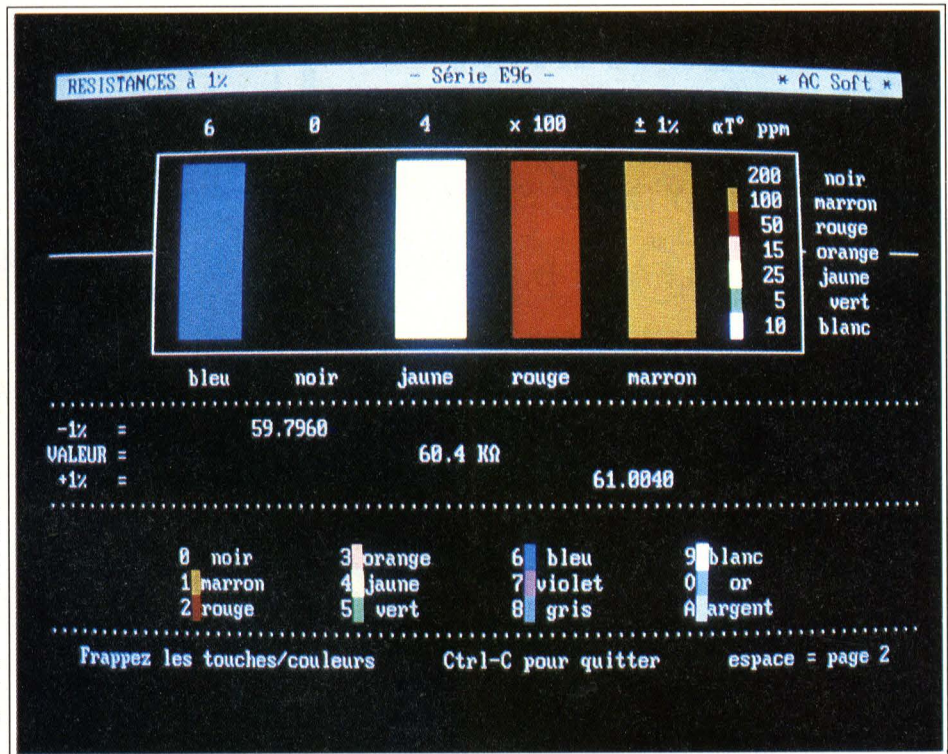 RESISTANCES à 1% - Série E96 - * AC Soft *
6 0 4 x 100 ± 1% αT° ppm
200 noir
100 marron
50 rouge
15 orange
25 jaune
5 vert
10 blanc
bleu noir jaune rouge marron
-1% = 59.7960
VALEUR = 60.4 KΩ
+1% = 61.0040
0 noir 3 orange 6 bleu 9 blanc
1 marron 4 jaune 7 violet O or
2 rouge 5 vert 8 gris A argent
Frappez les touches/couleurs Ctrl-C pour quitter espace = page 2